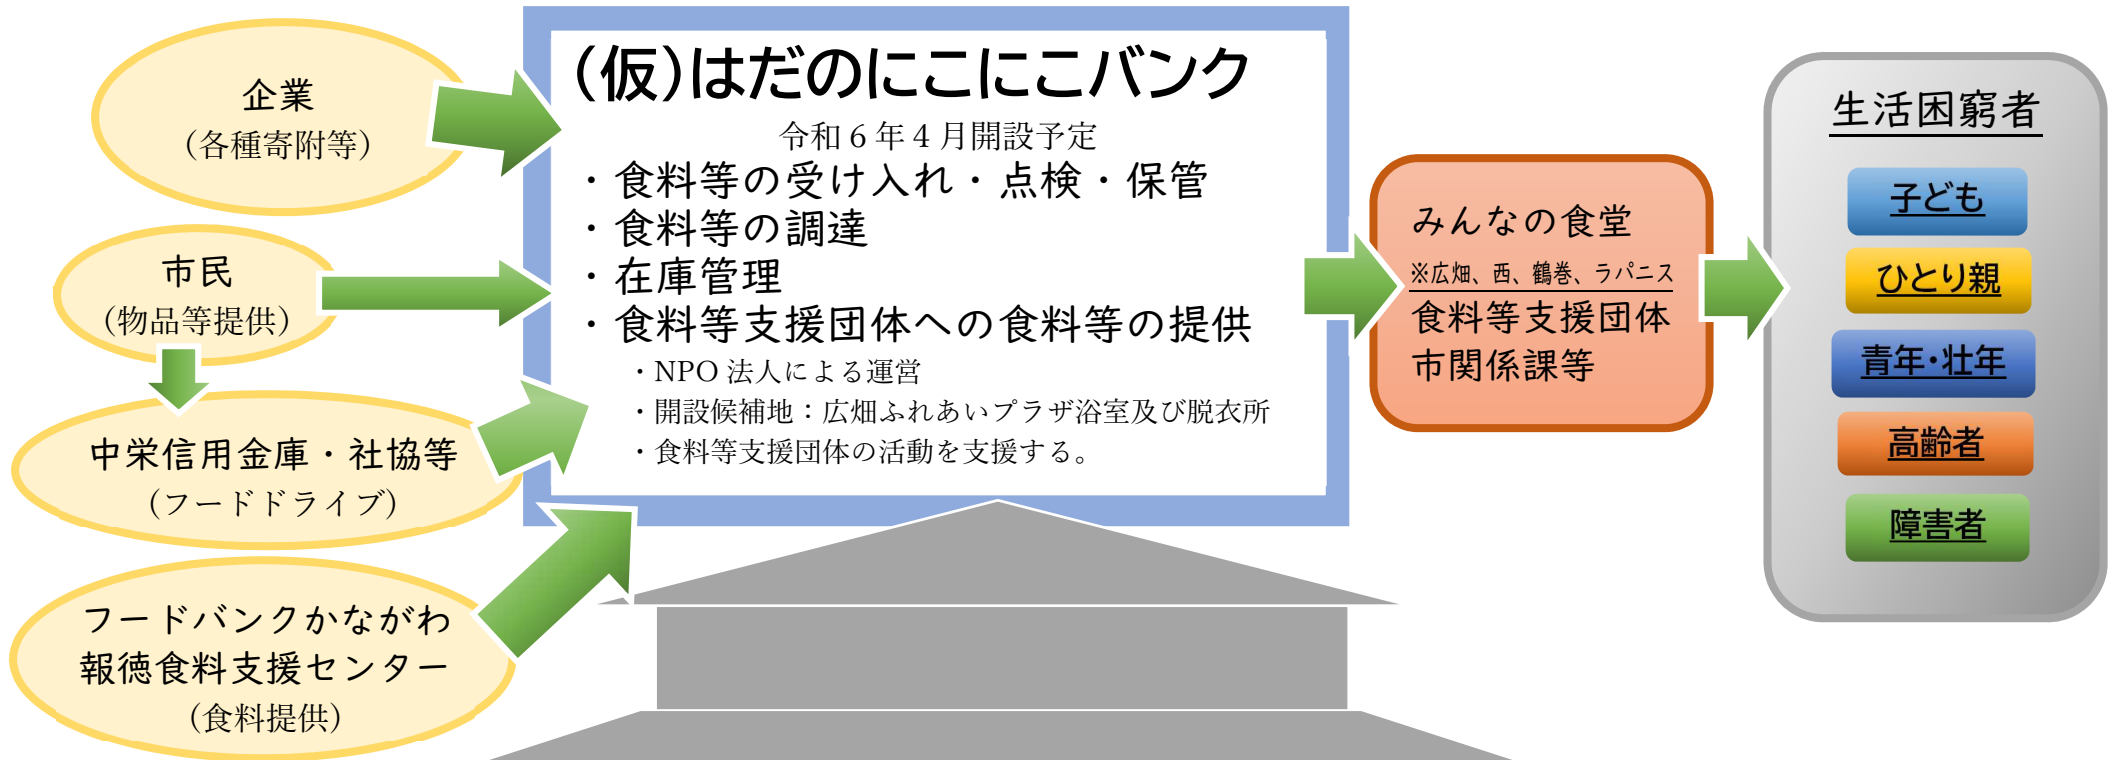 企業
（各種寄附等）
市民
（物品等提供）
中栄信用金庫・社協等
（フードドライブ）
フードバンクかながわ
報徳食料支援センター
（食料提供）
（仮）はだのにこにこバンク
令和６年４月開設予定
・食料等の受け入れ・点検・保管
・食料等の調達
・在庫管理
・食料等支援団体への食料等の提供
・NPO 法人による運営
・開設候補地：広畑ふれあいプラザ浴室及び脱衣所
・食料等支援団体の活動を支援する。
みんなの食堂
※広畑、西、鶴巻、ラパニス
食料等支援団体
市関係課等
生活困窮者
子ども
ひとり親
青年・壮年
高齢者
障害者